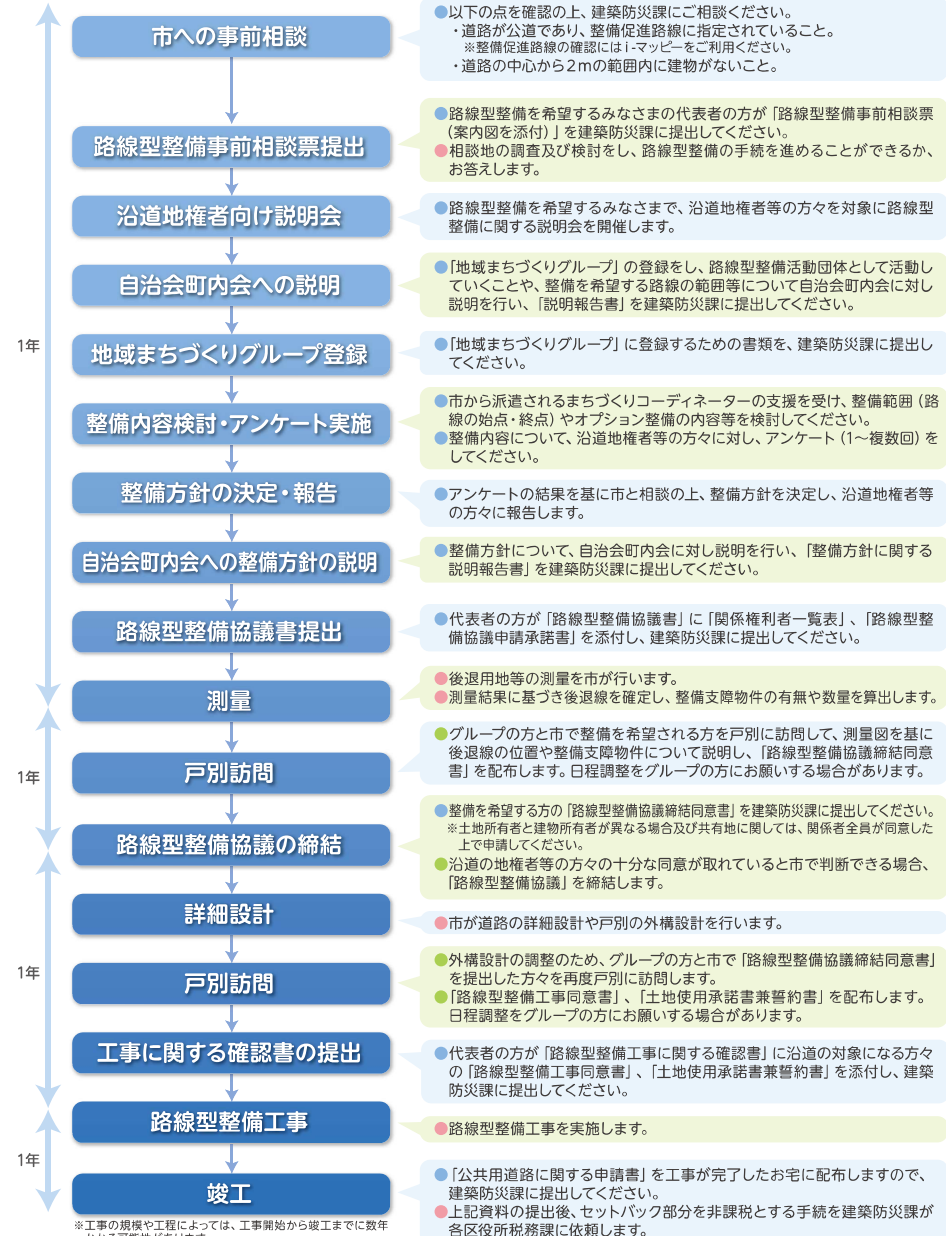 市への事前相談
●以下の点を確認の上、建築防災課にご相談ください。
・道路が公道であり、整備促進路線に指定されていること。
※整備促進路線の確認にはi-マッピーをご利用ください。
・道路の中心から2mの範囲内に建物がないこと。
路線型整備事前相談票提出
●路線型整備を希望するみなさまの代表者の方が「路線型整備事前相談票
（案内図を添付）」を建築防災課に提出してください。
●相談地の調査及び検討をし、路線型整備の手続を進めることができるか、
お答えします。
沿道地権者向け説明会
●路線型整備を希望するみなさまで、沿道地権者等の方々を対象に路線型
整備に関する説明会を開催します。
自治会町内会への説明
●「地域まちづくりグループ」の登録をし、路線型整備活動団体として活動し
ていくことや、整備を希望する路線の範囲等について自治会町内会に対し
説明を行い、「説明報告書」を建築防災課に提出してください。
1年
地域まちづくりグループ登録
●「地域まちづくりグループ」に登録するための書類を、建築防災課に提出し
てください。
整備内容検討・アンケート実施
●市から派遣されるまちづくりコーディネーターの支援を受け、整備範囲（路
線の始点・終点）やオプション整備の内容等を検討してください。
●整備内容について、沿道地権者等の方々に対し、アンケート（1～複数回）を
してください。
整備方針の決定・報告
●アンケートの結果を基に市と相談の上、整備方針を決定し、沿道地権者等
の方々に報告します。
自治会町内会への整備方針の説明
●整備方針について、自治会町内会に対し説明を行い、「整備方針に関する
説明報告書」を建築防災課に提出してください。
路線型整備協議書提出
●代表者の方が「路線型整備協議書」に「関係権利者一覧表」、「路線型整
備協議申請承諾書」を添付し、建築防災課に提出してください。
測量
●後退用地等の測量を市が行います。
●測量結果に基づき後退線を確定し、整備支障物件の有無や数量を算出します。
1年
戸別訪問
●グループの方と市で整備を希望される方を戸別に訪問して、測量図を基に
後退線の位置や整備支障物件について説明し、「路線型整備協議締結同意
書」を配布します。日程調整をグループの方にお願いする場合があります。
路線型整備協議の締結
●整備を希望する方の「路線型整備協議締結同意書」を建築防災課に提出してください。
※土地所有者と建物所有者が異なる場合及び共有地に関しては、関係者全員が同意した
上で申請してください。
●沿道の地権者等の方々の十分な同意が取れていると市で判断できる場合、
「路線型整備協議」を締結します。
詳細設計
●市が道路の詳細設計や戸別の外構設計を行います。
1年
戸別訪問
●外構設計の調整のため、グループの方と市で「路線型整備協議締結同意書」
を提出した方々を再度戸別に訪問します。
●「路線型整備工事同意書」、「土地使用承諾書兼誓約書」を配布します。
日程調整をグループの方にお願いする場合があります。
工事に関する確認書の提出
●代表者の方が「路線型整備工事に関する確認書」に沿道の対象になる方々
の「路線型整備工事同意書」、「土地使用承諾書兼誓約書」を添付し、建築
防災課に提出してください。
路線型整備工事
●路線型整備工事を実施します。
1年
竣工
●「公共用道路に関する申請書」を工事が完了したお宅に配布しますので、
建築防災課に提出してください。
●上記資料の提出後、セットバック部分を非課税とする手続を建築防災課が
各区役所税務課に依頼します。
※工事の規模や工程によっては、工事開始から竣工までに数年